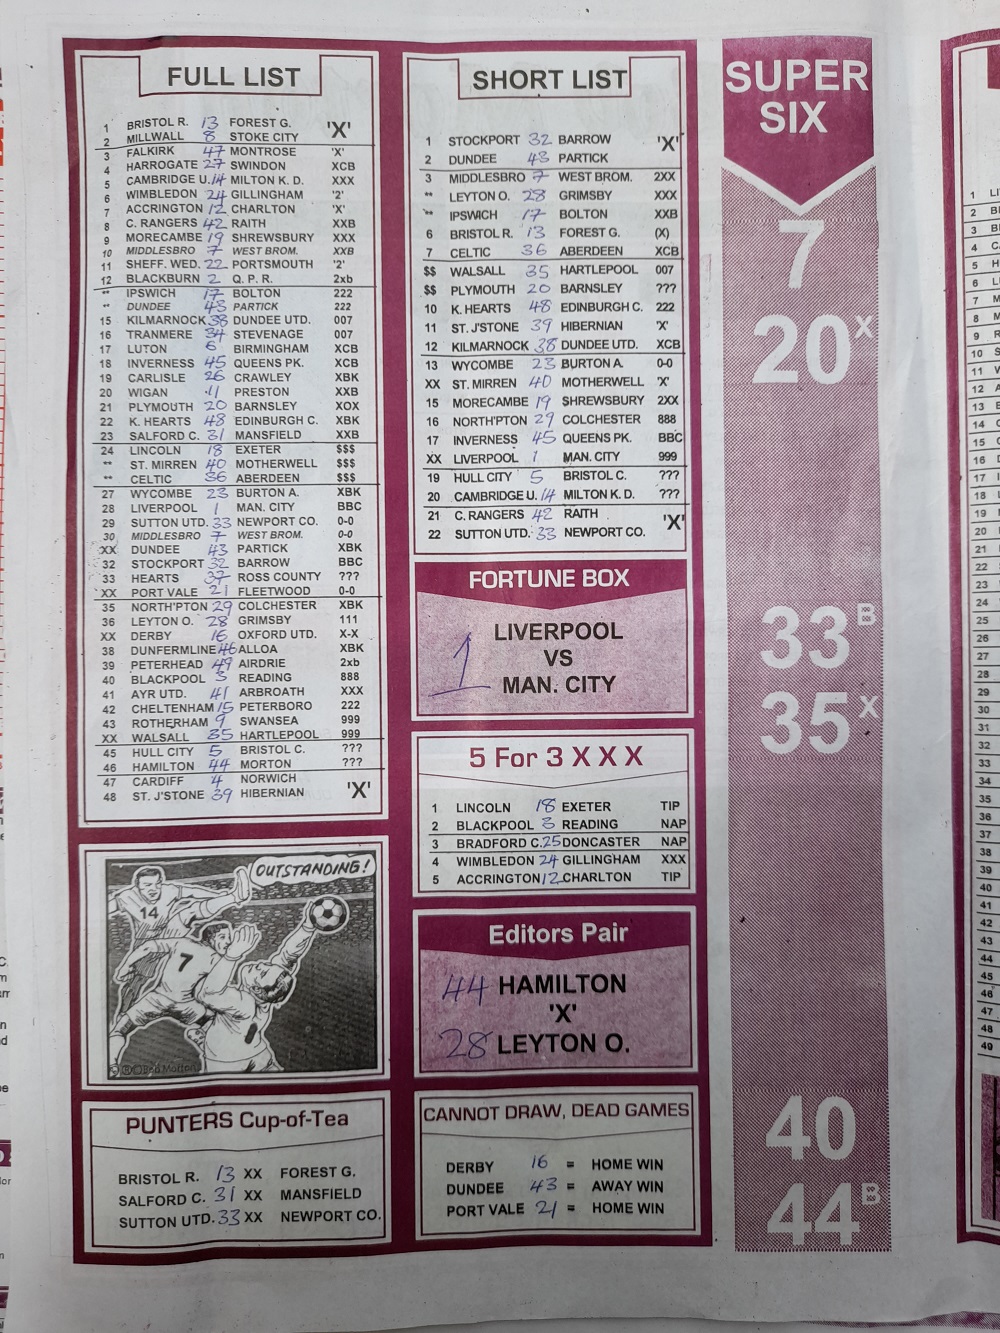 FULL LIST
1 BRISTOL R. 13 FOREST G. 'X'
2 MILLWALL 8 STOKE CITY
3 FALKIRK 47 MONTROSE 'X'
4 HARROGATE 27 SWINDON XCB
5 CAMBRIDGE U. 14 MILTON K. D. XXX
6 WIMBLEDON 24 GILLINGHAM '2'
7 ACCRINGTON 12 CHARLTON 'X'
8 C. RANGERS 42 RAITH XXB
9 MORECAMBE 19 SHREWSBURY XXX
10 MIDDLESBRO 7 WEST BROM. XXB
11 SHEFF. WED. 22 PORTSMOUTH '2'
12 BLACKBURN 2 Q. P. R. 2xb
** IPSWICH 17 BOLTON 222
** DUNDEE 43 PARTICK 222
15 KILMARNOCK 38 DUNDEE UTD. 007
16 TRANMERE 34 STEVENAGE 007
17 LUTON 6 BIRMINGHAM XCB
18 INVERNESS 45 QUEENS PK. XCB
19 CARLISLE 26 CRAWLEY XBK
20 WIGAN 11 PRESTON XXB
21 PLYMOUTH 20 BARNSLEY XOX
22 K. HEARTS 48 EDINBURGH C. XBK
23 SALFORD C. 31 MANSFIELD XXB
24 LINCOLN 18 EXETER $$$
** ST. MIRREN 40 MOTHERWELL $$$
** CELTIC 36 ABERDEEN $$$
27 WYCOMBE 23 BURTON A. XBK
28 LIVERPOOL 1 MAN. CITY BBC
29 SUTTON UTD. 33 NEWPORT CO. 0-0
30 MIDDLESBRO 7 WEST BROM. 0-0
XX DUNDEE 43 PARTICK XBK
32 STOCKPORT 32 BARROW BBC
33 HEARTS 37 ROSS COUNTY ???
XX PORT VALE 21 FLEETWOOD 0-0
35 NORTH'PTON 29 COLCHESTER XBK
36 LEYTON O. 28 GRIMSBY 111
XX DERBY 16 OXFORD UTD. X-X
38 DUNFERMLINE 46 ALLOA XBK
39 PETERHEAD 49 AIRDRIE 2xb
40 BLACKPOOL 3 READING 888
41 AYR UTD. 41 ARBROATH XXX
42 CHELTENHAM 15 PETERBORO 222
43 ROTHERHAM 9 SWANSEA 999
XX WALSALL 35 HARTLEPOOL 999
45 HULL CITY 5 BRISTOL C. ???
46 HAMILTON 44 MORTON ???
47 CARDIFF 4 NORWICH 'X'
48 ST. J'STONE 39 HIBERNIAN
OUTSTANDING!
14
7
PUNTERS Cup-of-Tea
BRISTOL R. 13 XX FOREST G.
SALFORD C. 31 XX MANSFIELD
SUTTON UTD. 33 XX NEWPORT CO.
SHORT LIST
1 STOCKPORT 32 BARROW 'X'
2 DUNDEE 43 PARTICK
3 MIDDLESBRO 7 WEST BROM. 2XX
** LEYTON O. 28 GRIMSBY XXX
** IPSWICH 17 BOLTON XXB
6 BRISTOL R. 13 FOREST G. (X)
7 CELTIC 36 ABERDEEN XCB
$$ WALSALL 35 HARTLEPOOL 007
$$ PLYMOUTH 20 BARNSLEY ???
10 K. HEARTS 48 EDINBURGH C. 222
11 ST. J'STONE 39 HIBERNIAN 'X'
12 KILMARNOCK 38 DUNDEE UTD. XCB
13 WYCOMBE 23 BURTON A. 0-0
XX ST. MIRREN 40 MOTHERWELL 'X'
15 MORECAMBE 19 SHREWSBURY 2XX
16 NORTH'PTON 29 COLCHESTER 888
17 INVERNESS 45 QUEENS PK. BBC
XX LIVERPOOL 1 MAN. CITY 999
19 HULL CITY 5 BRISTOL C. ???
20 CAMBRIDGE U. 14 MILTON K. D. ???
21 C. RANGERS 42 RAITH 'X'
22 SUTTON UTD. 33 NEWPORT CO.
FORTUNE BOX
LIVERPOOL
1 VS
MAN. CITY
5 For 3 X X X
1 LINCOLN 18 EXETER TIP
2 BLACKPOOL 3 READING NAP
3 BRADFORD C. 25 DONCASTER NAP
4 WIMBLEDON 24 GILLINGHAM XXX
5 ACCRINGTON 12 CHARLTON TIP
Editors Pair
44 HAMILTON
'X'
28 LEYTON O.
CANNOT DRAW, DEAD GAMES
DERBY 16 = HOME WIN
DUNDEE 43 = AWAY WIN
PORT VALE 21 = HOME WIN
SUPER
SIX
7
20 X
33 B
35 X
40
44 B